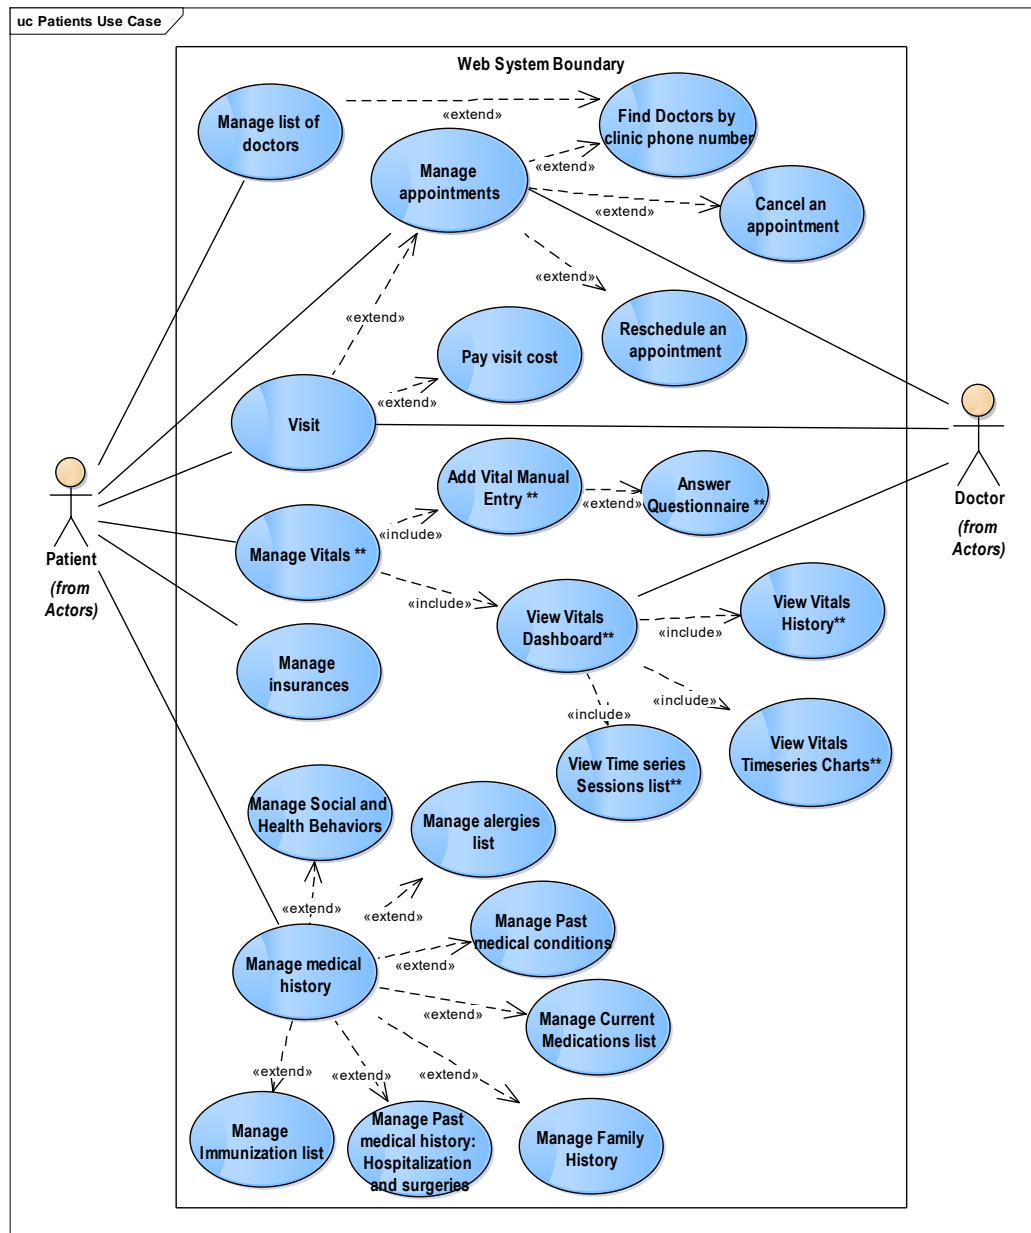 uc Patients Use Case
Web System Boundary
Manage list of
doctors
«extend»
Find Doctors by
clinic phone number
Manage
appointments
«extend»
«extend»
Cancel an
appointment
«extend»
Reschedule an
appointment
«extend»
Pay visit cost
«extend»
Visit
Patient
(from
Actors)
Doctor
(from
Actors)
Add Vital Manual
Entry **
«extend»
Answer
Questionnaire **
Manage Vitals **
«include»
«include»
View Vitals
Dashboard**
«include»
View Vitals
History**
«include»
«include»
View Vitals
Timeseries Charts**
View Time series
Sessions list**
Manage
insurances
Manage Social and
Health Behaviors
Manage alergies
list
«extend»
«extend»
Manage Past
medical conditions
Manage medical
history
«extend»
«extend»
Manage Current
Medications list
«extend»
«extend»
«extend»
Manage
Immunization list
Manage Past
medical history:
Hospitalization
and surgeries
Manage Family
History